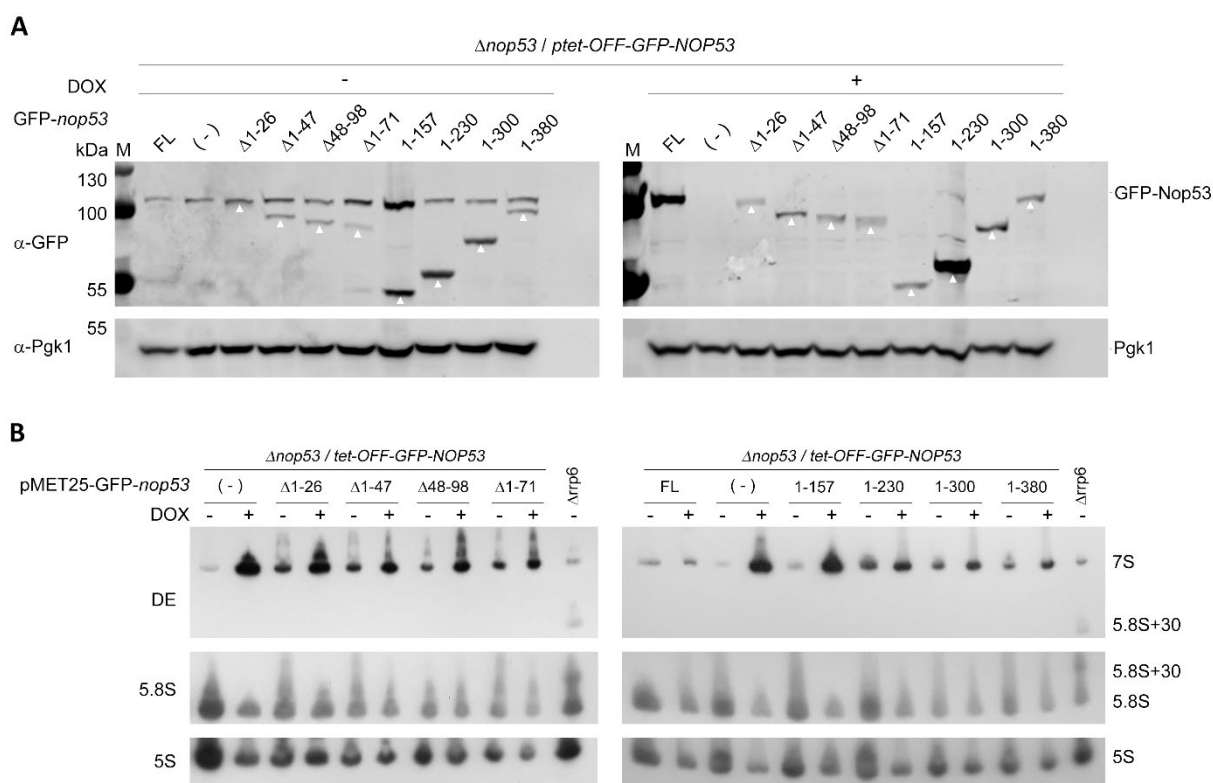 A
Δnop53 / ptet-OFF-GFP-NOP53
DOX - +
GFP-nop53 FL (-) Δ1-26 Δ1-47 Δ48-98 Δ1-71 1-157 1-230 1-300 1-380 FL (-) Δ1-26 Δ1-47 Δ48-98 Δ1-71 1-157 1-230 1-300 1-380
kDa M M
130
100 GFP-Nop53
α-GFP
55
55
α-Pgk1 Pgk1
B
Δnop53 / tet-OFF-GFP-NOP53 Δnop53 / tet-OFF-GFP-NOP53
pMET25-GFP-nop53 (-) Δ1-26 Δ1-47 Δ48-98 Δ1-71 Δrrp6 FL (-) 1-157 1-230 1-300 1-380 Δrrp6
DOX - + - + - + - + - + - - + - + - + - + - + - + -
7S
DE
5.8S+30
5.8S+30
5.8S 5.8S
5S 5S